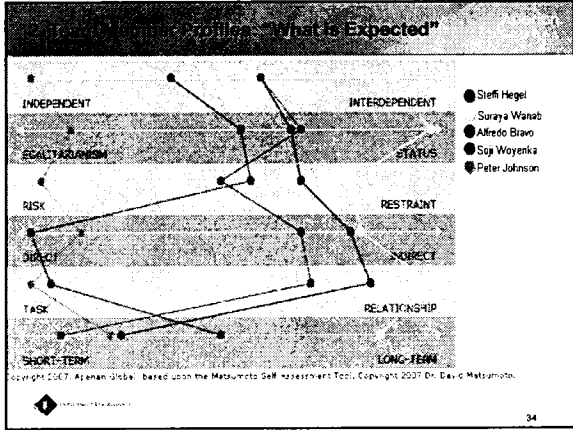 Profiles: "What is Expected"
INDEPENDENT INTERDEPENDENT
EGALITARIANISM STATUS
RISK RESTRAINT
DIRECT INDIRECT
TASK RELATIONSHIP
SHORT-TERM LONG-TERM
Steffi Hegel
Suraya Wanab
Alfredo Bravo
Soji Woyenka
Peter Johnson
Copyright 2007, Aperian Global, based upon the Matsumoto Self Assessment Tool, Copyright 2007 Dr. David Matsumoto.
34